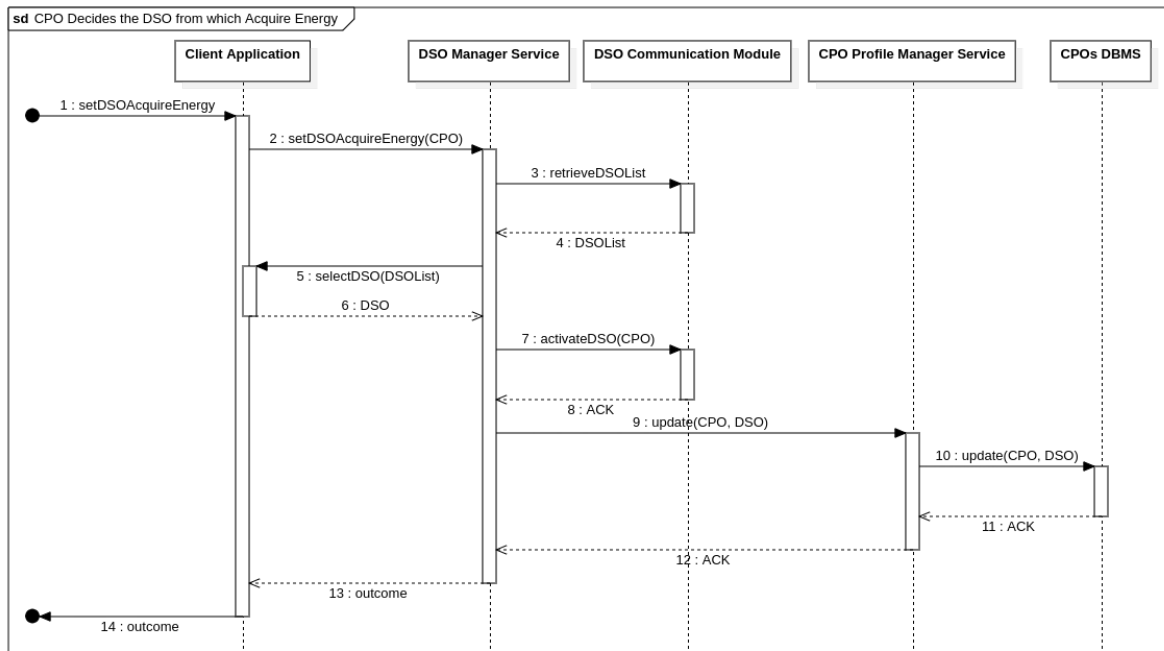 sd CPO Decides the DSO from which Acquire Energy
Client Application
DSO Manager Service
DSO Communication Module
CPO Profile Manager Service
CPOs DBMS
1 : setDSOAcquireEnergy
2 : setDSOAcquireEnergy(CPO)
3 : retrieveDSOList
4 : DSOList
5 : selectDSO(DSOList)
6 : DSO
7 : activateDSO(CPO)
8 : ACK
9 : update(CPO, DSO)
10 : update(CPO, DSO)
11 : ACK
12 : ACK
13 : outcome
14 : outcome